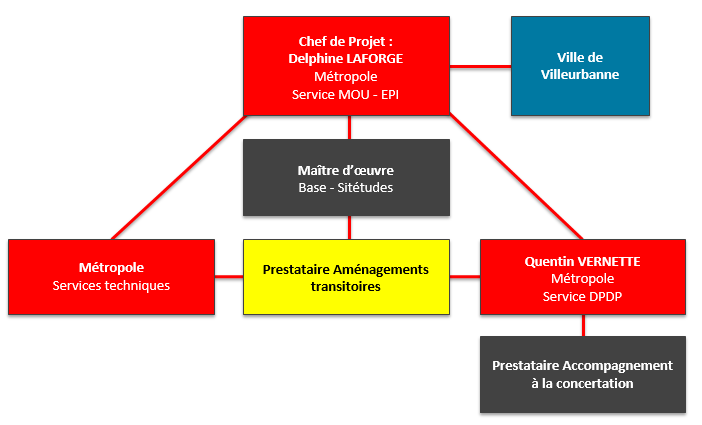 Chef de Projet :
Delphine LAFORGE
Métropole
Service MOU - EPI
Ville de
Villeurbanne
Maître d'œuvre
Base - Sitétudes
Métropole
Services techniques
Prestataire Aménagements
transitoires
Quentin VERNETTE
Métropole
Service DPDP
Prestataire Accompagnement
à la concertation